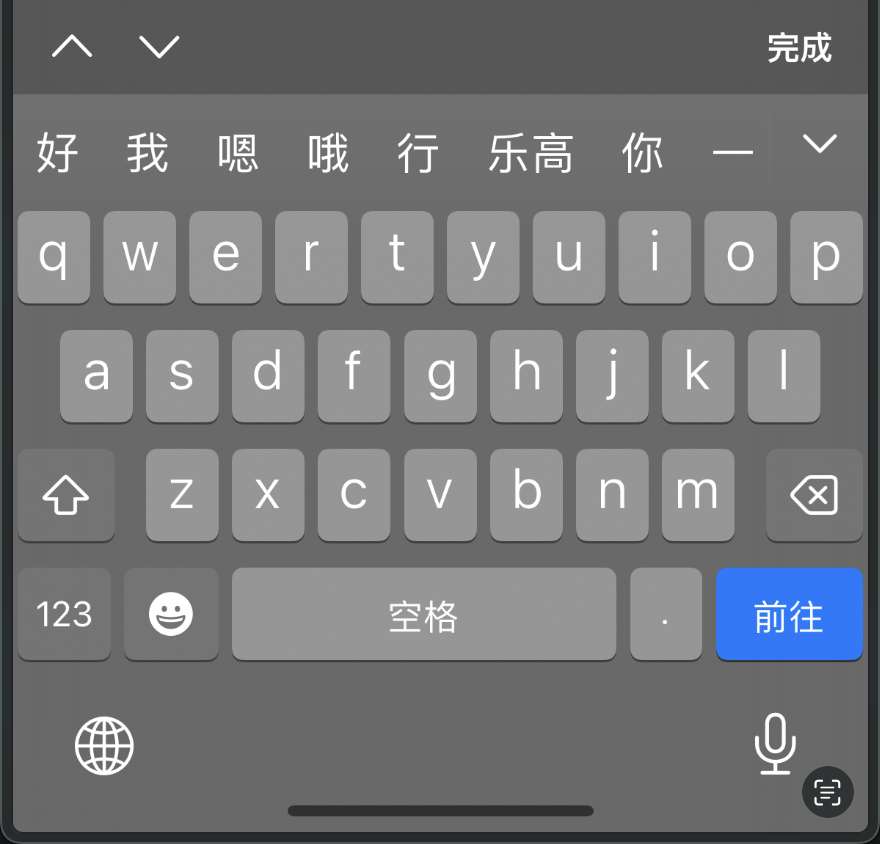 完成
好 我 嗯 哦 行 乐高 你 一
q w e r t y u i o p
a s d f g h j k l
z x c v b n m
123 空格 . 前往